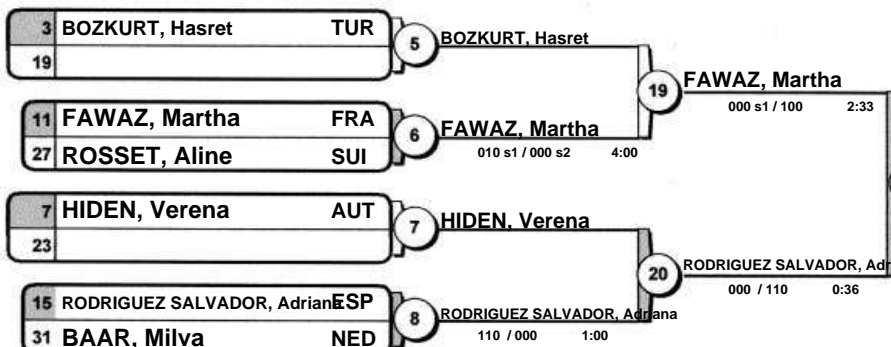 3 BOZKURT, Hasret TUR
19
5
BOZKURT, Hasret
11 FAWAZ, Martha FRA
27 ROSSET, Aline SUI
6
FAWAZ, Martha
010 s1 / 000 s2 4:00
19
FAWAZ, Martha
000 s1 / 100 2:33
7 HIDEN, Verena AUT
23
7
HIDEN, Verena
15 RODRIGUEZ SALVADOR, Adriana ESP
31 BAAR, Milva NED
8
RODRIGUEZ SALVADOR, Adriana
110 / 000 1:00
20
RODRIGUEZ SALVADOR, Adr
000 / 110 0:36